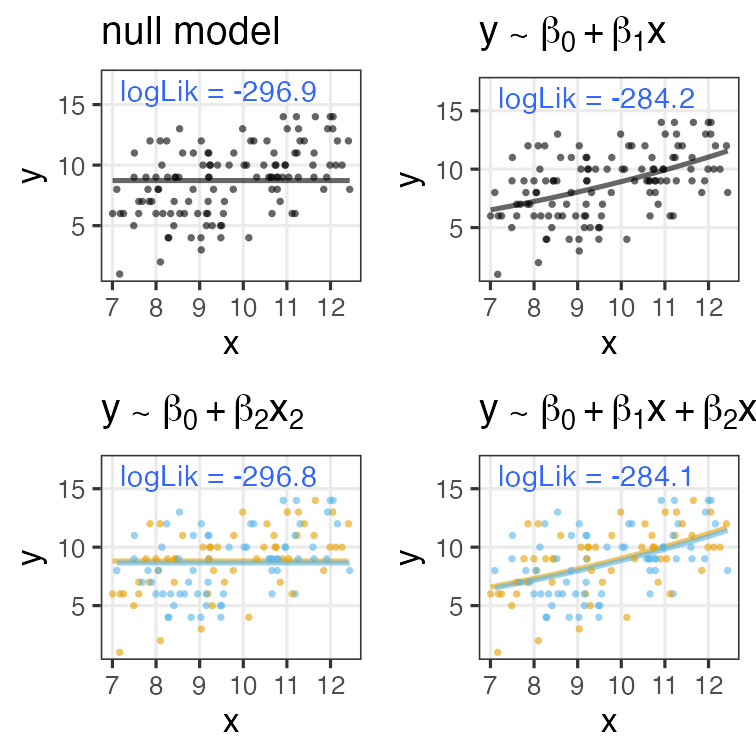 null model
logLik = -296.9
15
10
5
y
7 8 9 10 11 12
x
y ~ β₀ + β₁x
logLik = -284.2
15
10
5
y
7 8 9 10 11 12
x
y ~ β₀ + β₂x₂
logLik = -296.8
15
10
5
y
7 8 9 10 11 12
x
y ~ β₀ + β₁x + β₂x
logLik = -284.1
15
10
5
y
7 8 9 10 11 12
x